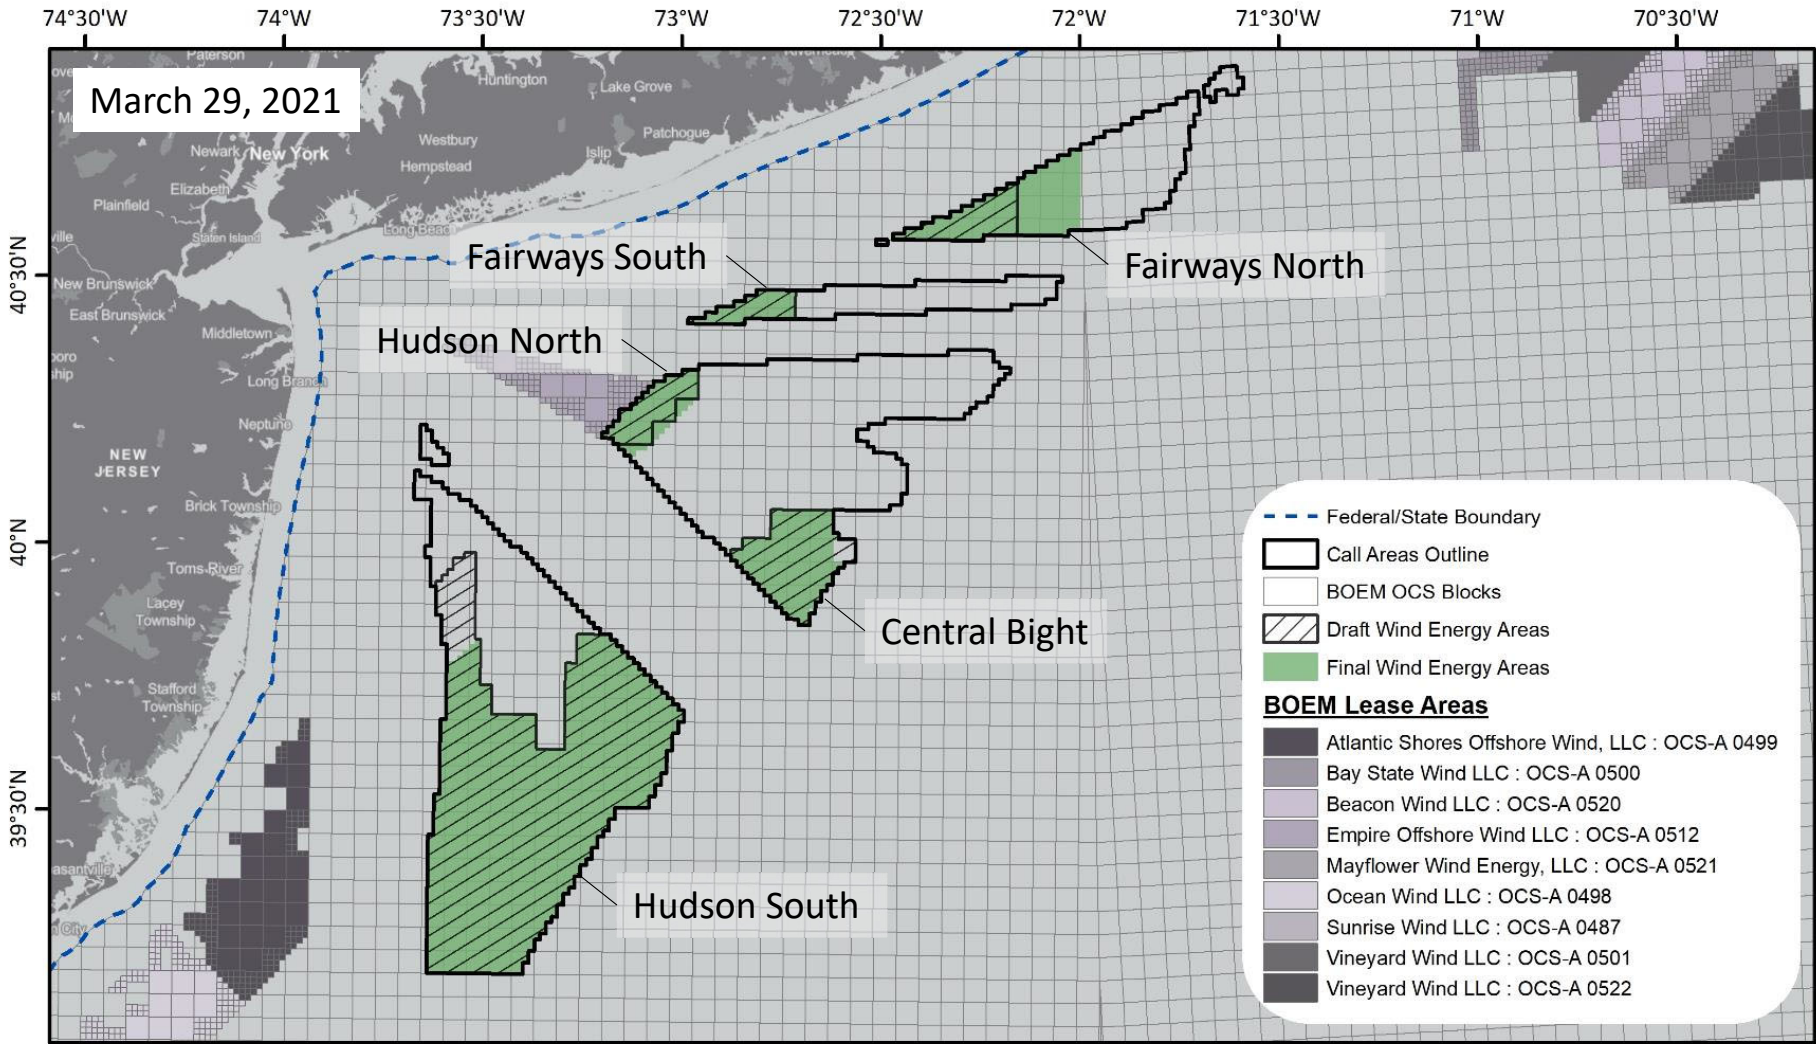 74°30'W 74°W 73°30'W 73°W 72°30'W 72°W 71°30'W 71°W 70°30'W
March 29, 2021
Paterson
Huntington
Lake Grove
Patchogue
Westbury
Islip
Newark New York
Hempstead
Elizabeth
Plainfield
Staten Island
Long Beach
Fairways South
Fairways North
40°30'N
New Brunswick
East Brunswick
Middletown
Hudson North
Long Branch
Neptune
NEW
JERSEY
Brick Township
40°N
Toms River
Lacey
Township
Central Bight
Stafford
Township
39°30'N
Hudson South
Federal/State Boundary
Call Areas Outline
BOEM OCS Blocks
Draft Wind Energy Areas
Final Wind Energy Areas
BOEM Lease Areas
Atlantic Shores Offshore Wind, LLC : OCS-A 0499
Bay State Wind LLC : OCS-A 0500
Beacon Wind LLC : OCS-A 0520
Empire Offshore Wind LLC : OCS-A 0512
Mayflower Wind Energy, LLC : OCS-A 0521
Ocean Wind LLC : OCS-A 0498
Sunrise Wind LLC : OCS-A 0487
Vineyard Wind LLC : OCS-A 0501
Vineyard Wind LLC : OCS-A 0522